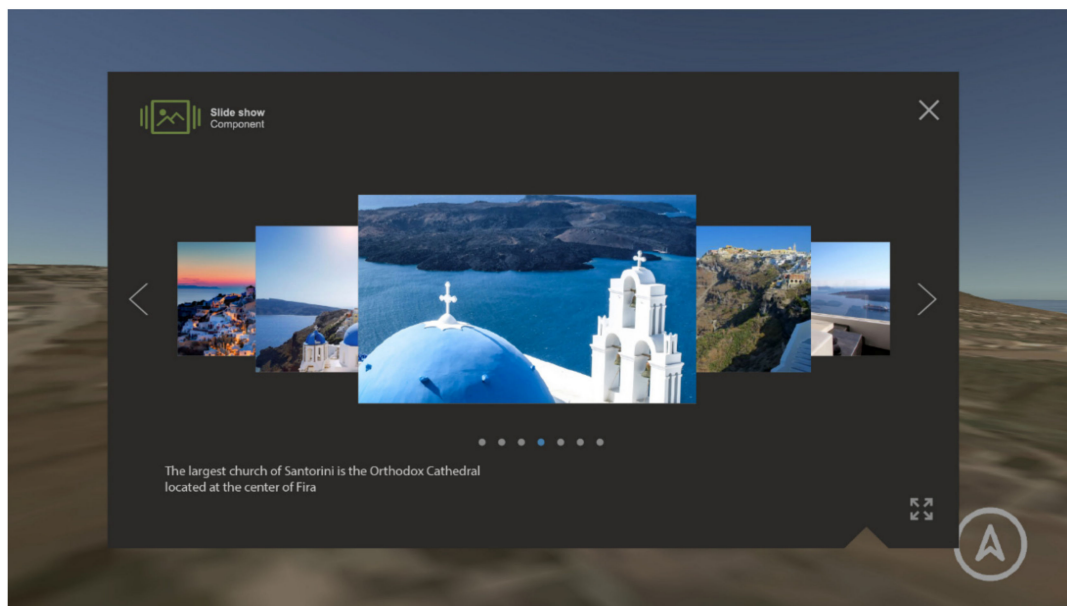 Slide show
Component
The largest church of Santorini is the Orthodox Cathedral
located at the center of Fira